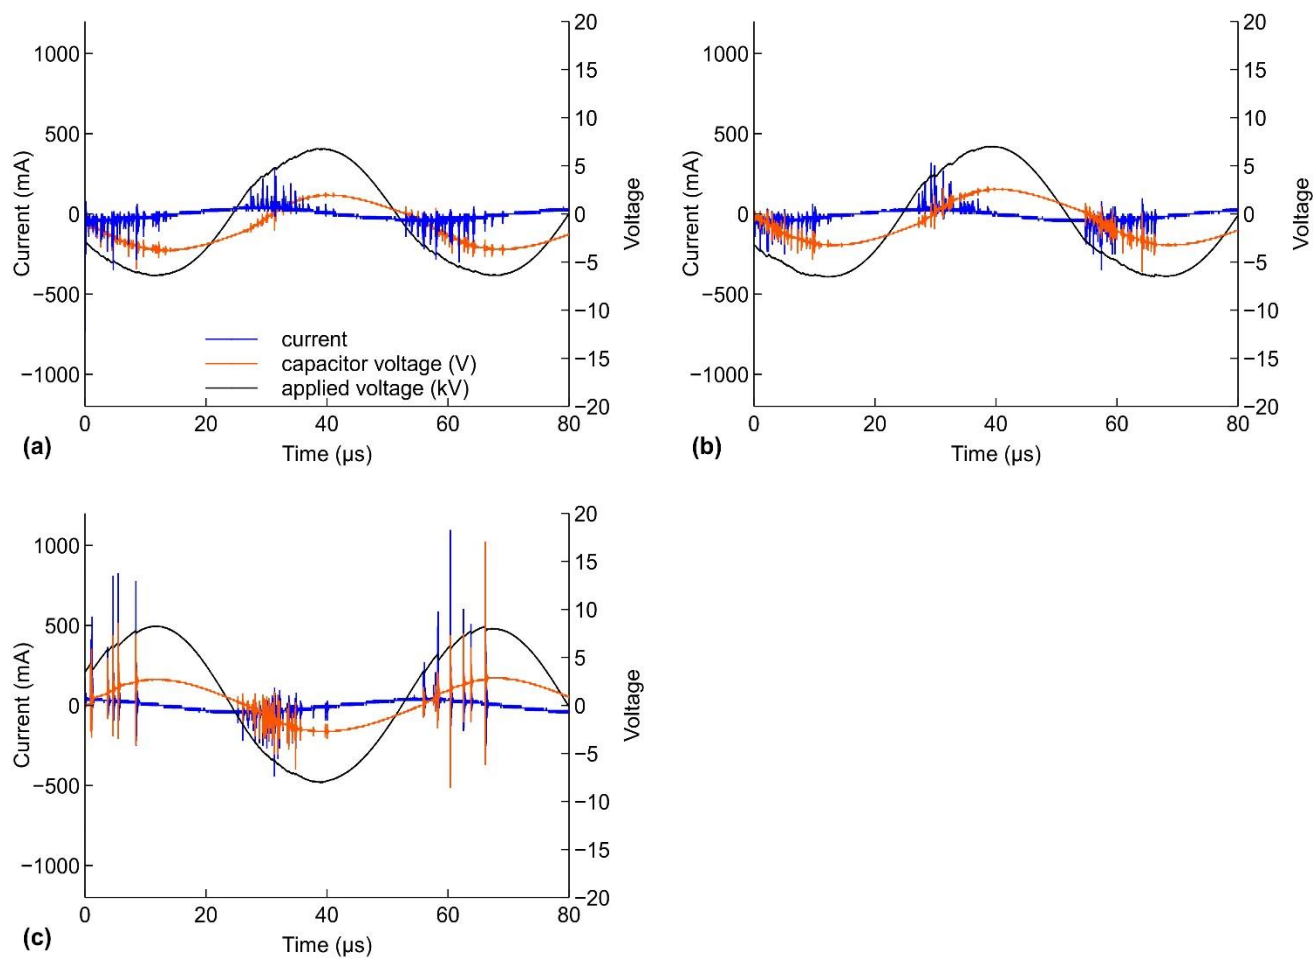 1000
500
0
−500
−1000
Current (mA)
20
15
10
5
0
−5
−10
−15
−20
Voltage
current
capacitor voltage (V)
applied voltage (kV)
0 20 40 60 80
Time (µs)
(a)
1000
500
0
−500
−1000
Current (mA)
20
15
10
5
0
−5
−10
−15
−20
Voltage
0 20 40 60 80
Time (µs)
(b)
1000
500
0
−500
−1000
Current (mA)
20
15
10
5
0
−5
−10
−15
−20
Voltage
0 20 40 60 80
Time (µs)
(c)